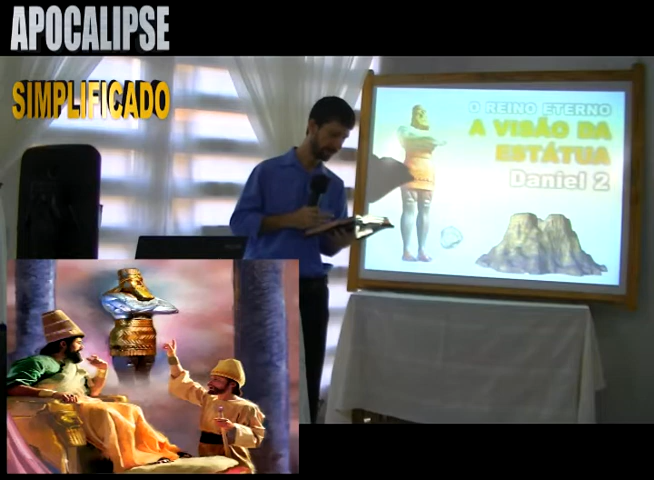 APOCALIPSE
SIMPLIFICADO
O REINO ETERNO
A VISÃO DA
ESTÁTUA
Daniel 2